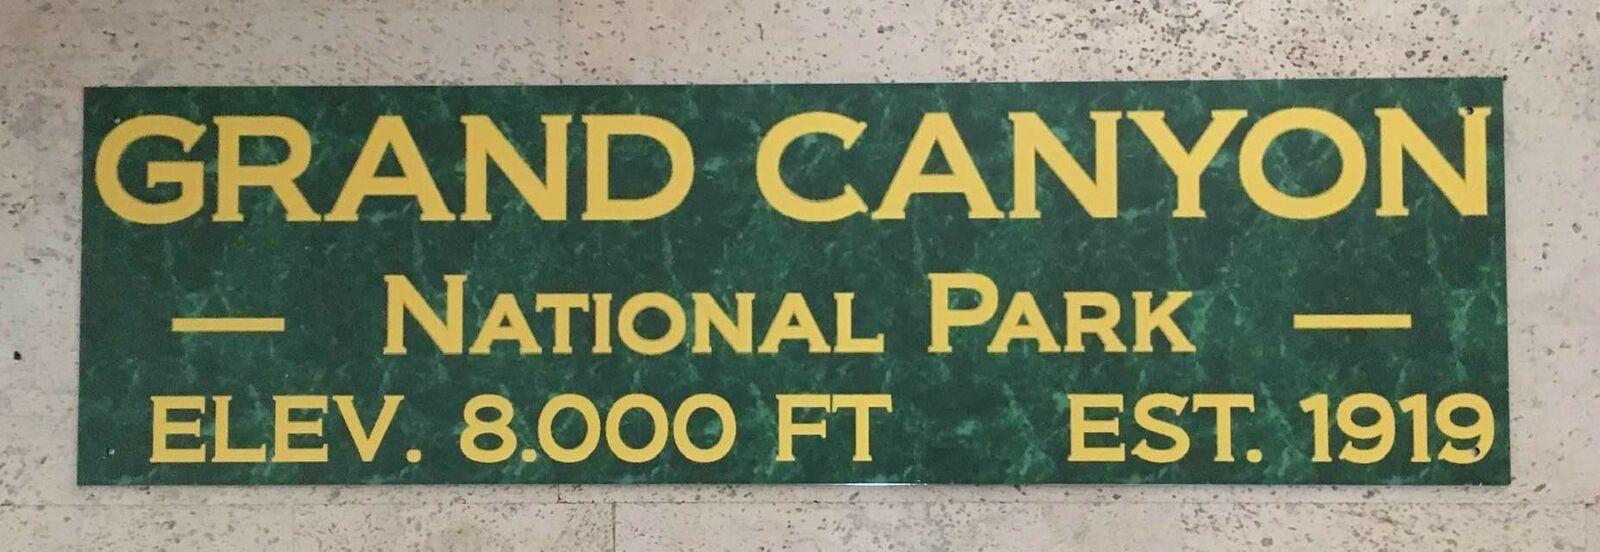 GRAND CANYON
— NATIONAL PARK —
ELEV. 8.000 FT EST. 1919